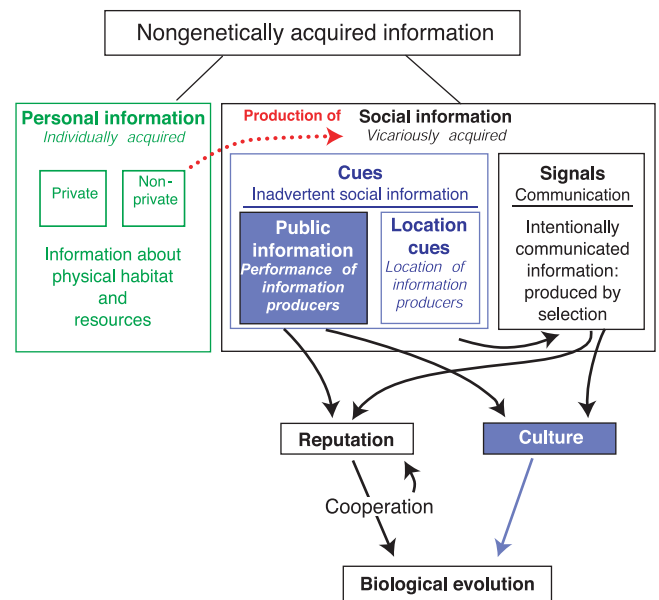 Nongenetically acquired information
Personal information
Individually acquired
Private
Non-
private
Information about
physical habitat
and
resources
Production of
Social information
Vicariously acquired
Cues
Inadvertent social information
Public
information
Performance of
information
producers
Location
cues
Location of
information
producers
Signals
Communication
Intentionally
communicated
information:
produced by
selection
Reputation
Culture
Cooperation
Biological evolution